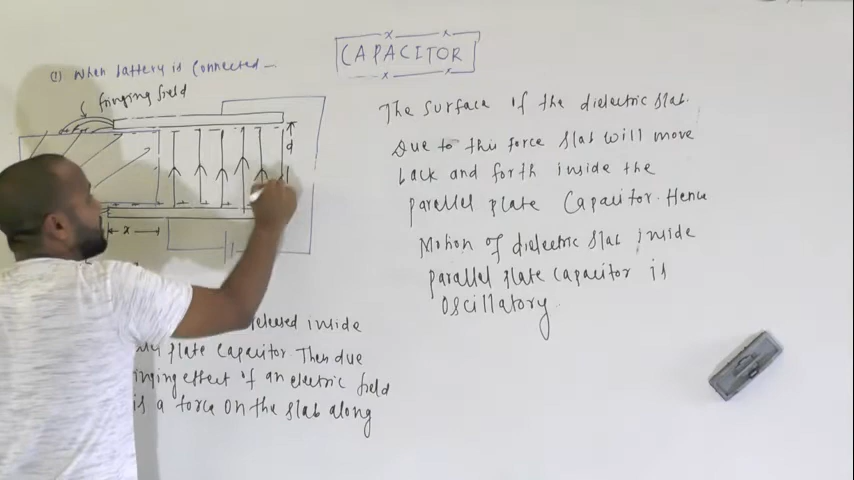 CAPACITOR
(1) When battery is Connected -
fringing field
d
x
released inside
plate Capacitor. Then due
inging effect of an electric field
is a force on the slab along
The surface of the dielectric slab.
Due to this force slab will move
back and forth inside the
parallel plate Capacitor. Hence
Motion of dielectric slab inside
parallel plate capacitor is
Oscillatory.